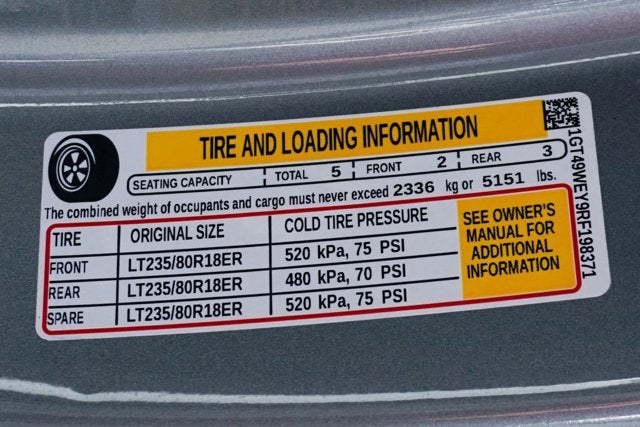 TIRE AND LOADING INFORMATION
SEATING CAPACITY TOTAL 5 FRONT 2 REAR 3
The combined weight of occupants and cargo must never exceed 2336 kg or 5151 lbs.
TIRE ORIGINAL SIZE COLD TIRE PRESSURE
FRONT LT235/80R18ER 520 kPa, 75 PSI
REAR LT235/80R18ER 480 kPa, 70 PSI
SPARE LT235/80R18ER 520 kPa, 75 PSI
SEE OWNER'S
MANUAL FOR
ADDITIONAL
INFORMATION
1GT49WEY9RF198371